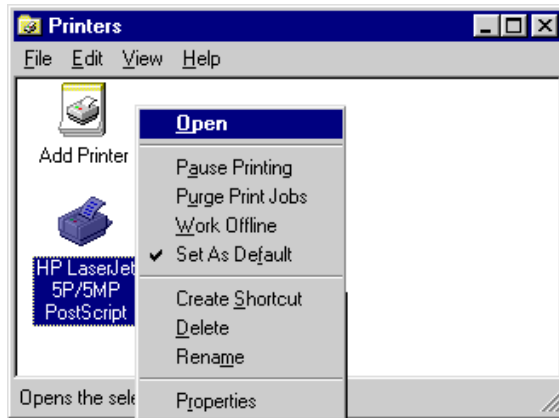 Printers
File Edit View Help
Add Printer
HP LaserJet
5P/5MP
PostScript
Open
Pause Printing
Purge Print Jobs
Work Offline
Set As Default
Create Shortcut
Delete
Rename
Properties
Opens the